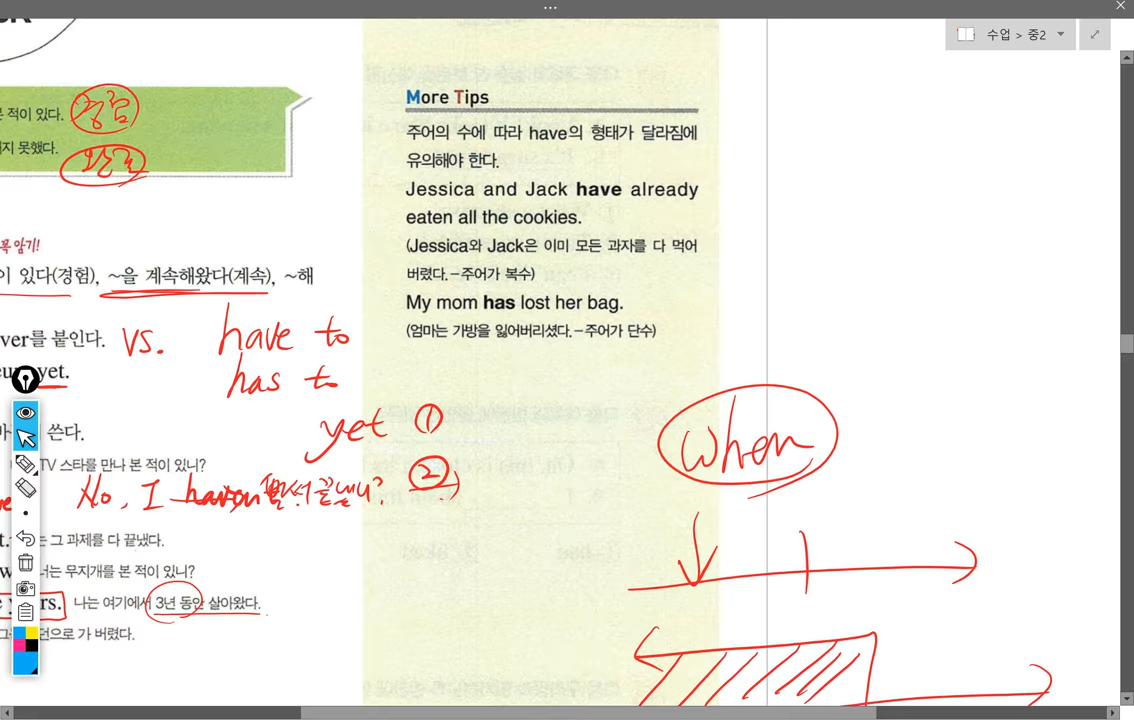 수업 > 중2
More Tips
주어의 수에 따라 have의 형태가 달라짐에
유의해야 한다.
Jessica and Jack have already
eaten all the cookies.
(Jessica와 Jack은 이미 모든 과자를 다 먹어
버렸다.-주어가 복수)
My mom has lost her bag.
(엄마는 가방을 잃어버리셨다.-주어가 단수)
적이 있다. 경험
지 못했다. 완료
꼭 암기!
이 있다(경험), ~을 계속해왔다(계속), ~해
ver를 붙인다. vs. have to
has to
yet.
yet ①
②
쓴다.
TV 스타를 만나 본 적이 있니?
No, I 벌써 끝냈니?
t. 는 그 과제를 다 끝냈다.
w 너는 무지개를 본 적이 있니?
rs. 나는 여기에서 3년 동안 살아왔다.
던으로 가 버렸다.
when